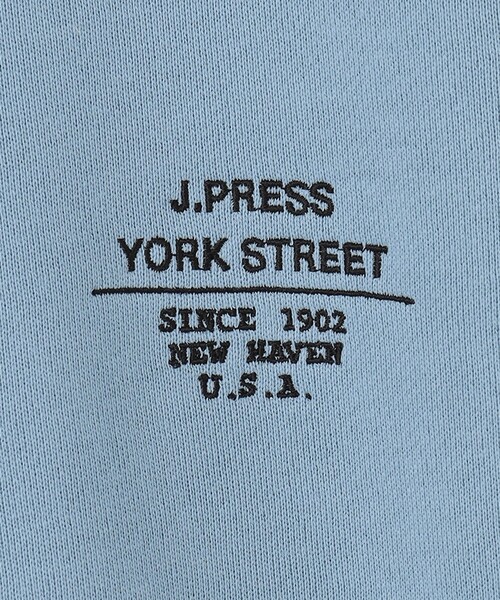 J.PRESS
YORK STREET
SINCE 1902
NEW HAVEN
U.S.A.